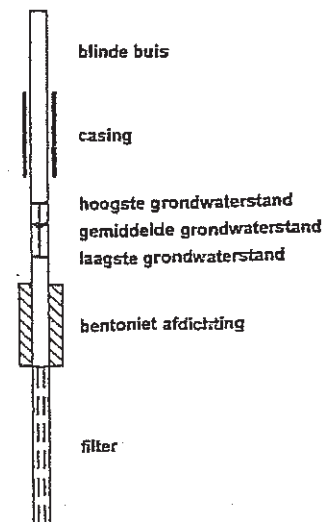 blinde buis
casing
hoogste grondwaterstand
gemiddelde grondwaterstand
laagste grondwaterstand
bentoniet afdichting
filter